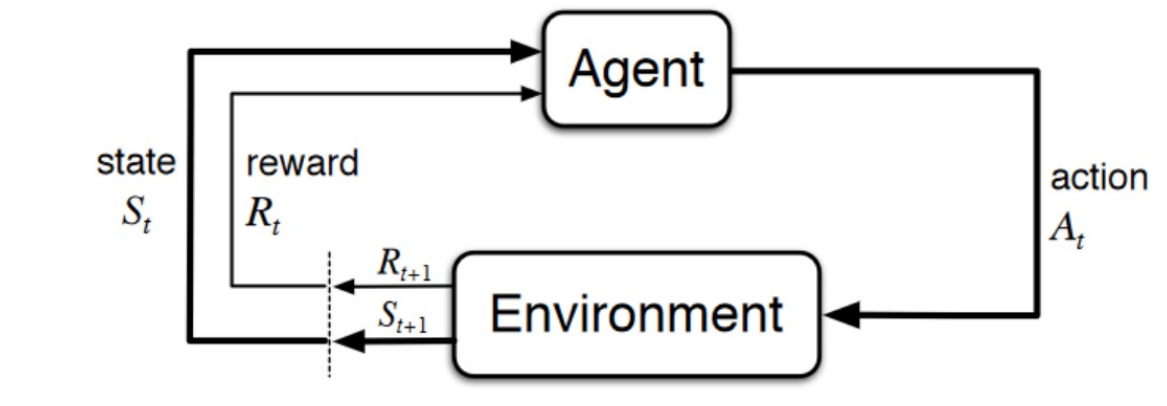 Agent
state
S_t
reward
R_t
action
A_t
R_{t+1}
S_{t+1}
Environment